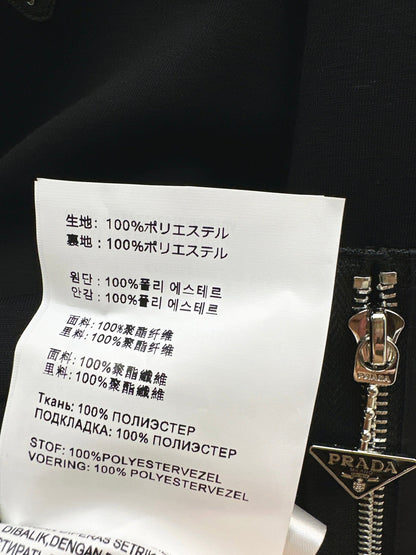 生地: 100%ポリエステル
裏地: 100%ポリエステル
원단 : 100%폴리 에스테르
안감 : 100%폴리 에스테르
面料: 100%聚酯纤维
里料: 100%聚酯纤维
面料: 100%聚酯纖維
里料: 100%聚酯纖維
Ткань: 100% ПОЛИЭСТЕР
ПОДКЛАДКА: 100% ПОЛИЭСТЕР
STOF: 100%POLYESTERVEZEL
VOERING: 100%POLYESTERVEZEL
PRADA
PRADA
DIBALIK, DENGAN